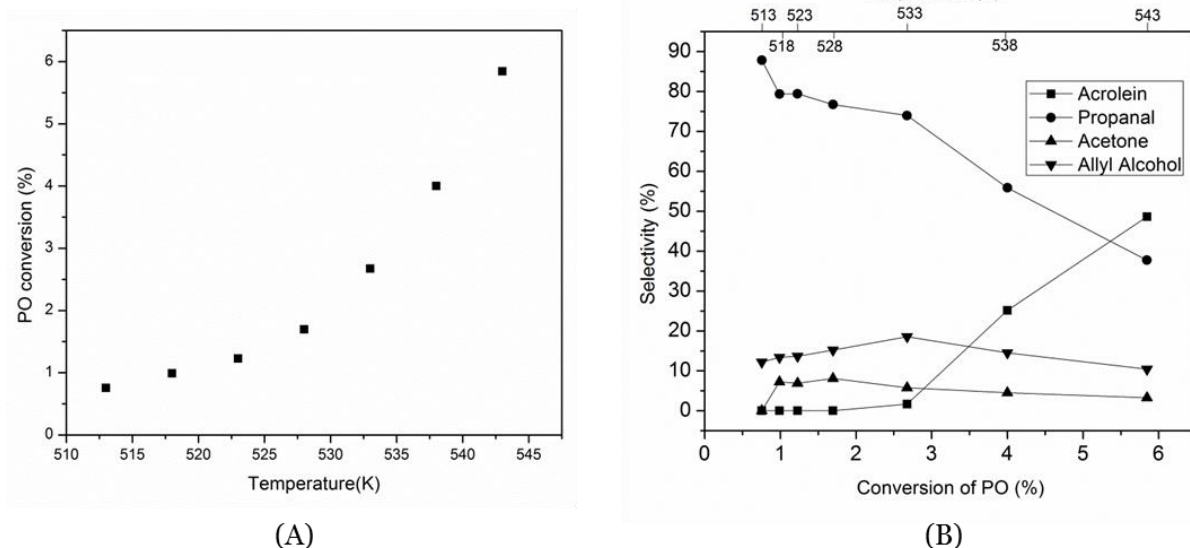 PO conversion (%)
6
5
4
3
2
1
0
510 515 520 525 530 535 540 545
Temperature(K)
(A)
513 523 533 543
518 528 538
Selectivity (%)
90
80
70
60
50
40
30
20
10
0
Acrolein
Propanal
Acetone
Allyl Alcohol
0 1 2 3 4 5 6
Conversion of PO (%)
(B)